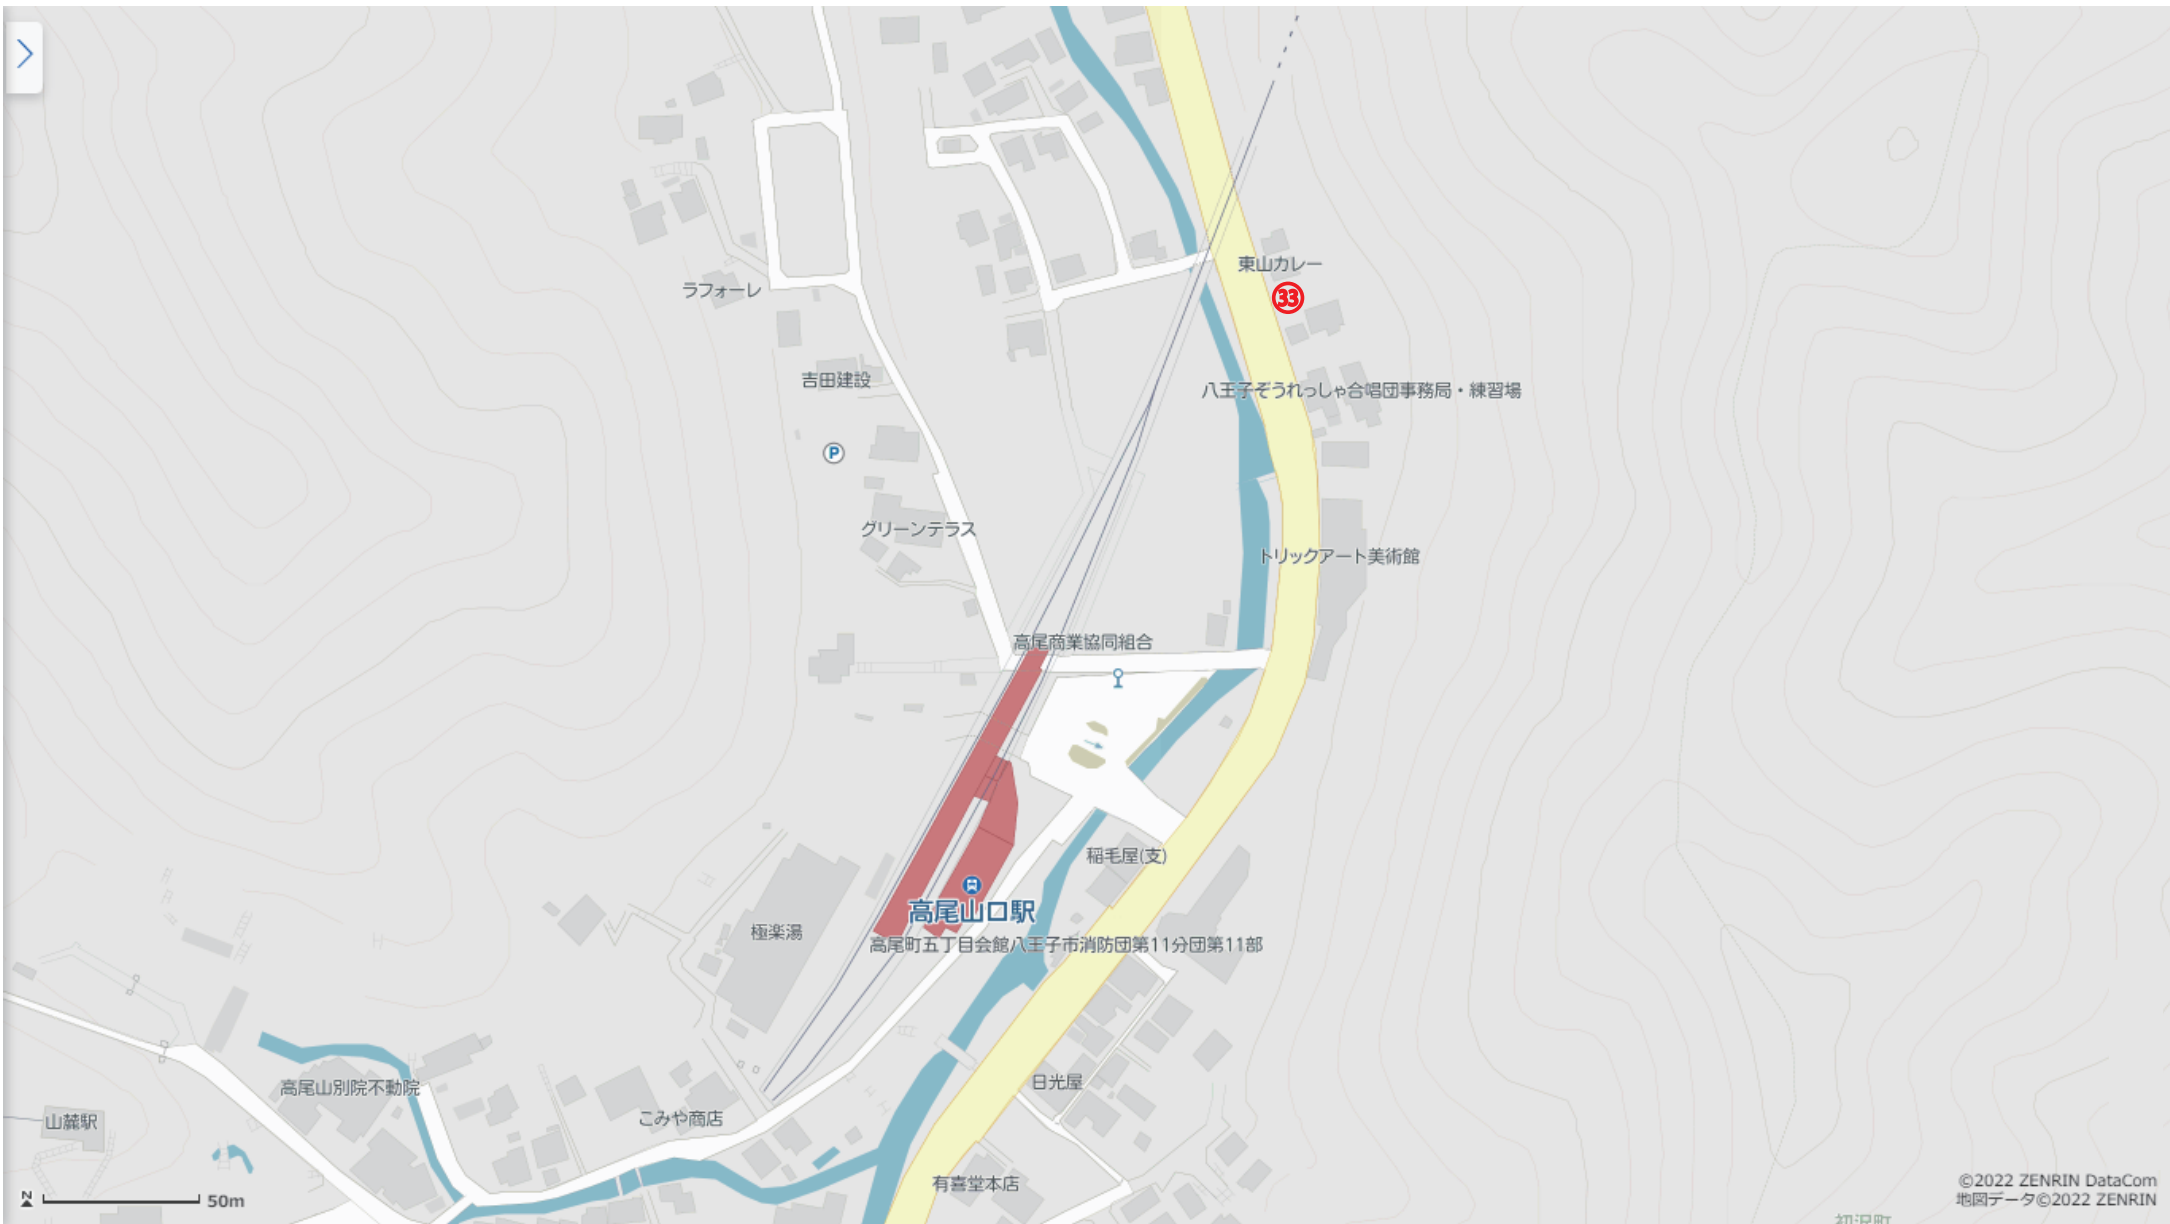 東山カレー
ラフォーレ
㉝
吉田建設
八王子ぞうれっしゃ合唱団事務局・練習場
P
グリーンテラス
トリックアート美術館
高尾商業協同組合
稲毛屋(支)
高尾山口駅
極楽湯
高尾町五丁目会館八王子市消防団第11分団第11部
日光屋
高尾山別院不動院
山麓駅
こみや商店
有喜堂本店
N
50m
©2022 ZENRIN DataCom
地図データ©2022 ZENRIN
初沢町